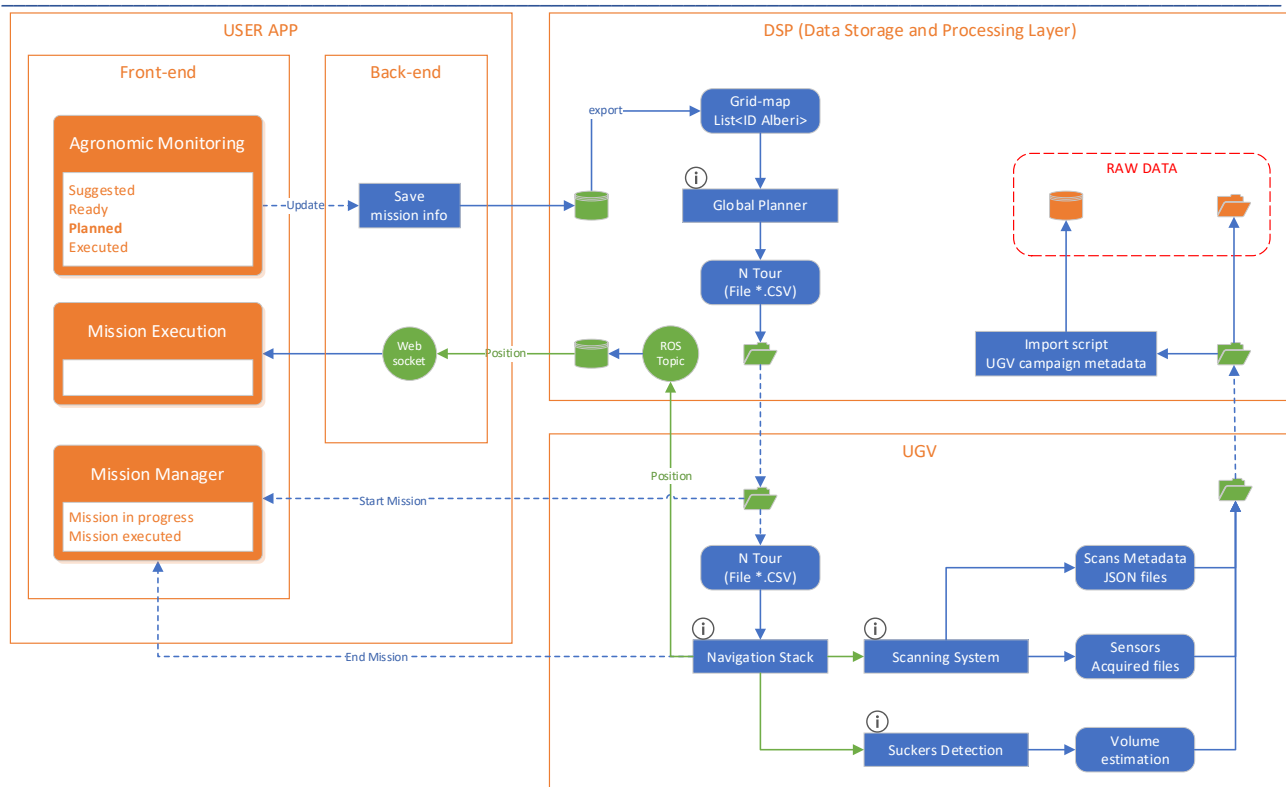 USER APP
Front-end
Back-end
Agronomic Monitoring
Suggested
Ready
Planned
Executed
Update
Save
mission info
Mission Execution
Web
socket
Position
Mission Manager
Mission in progress
Mission executed
Start Mission
End Mission
DSP (Data Storage and Processing Layer)
export
Grid-map
List<ID Alberi>
i
Global Planner
N Tour
(File *.CSV)
ROS
Topic
RAW DATA
Import script
UGV campaign metadata
UGV
Position
N Tour
(File *.CSV)
i
Navigation Stack
i
Scanning System
Scans Metadata
JSON files
Sensors
Acquired files
i
Suckers Detection
Volume
estimation